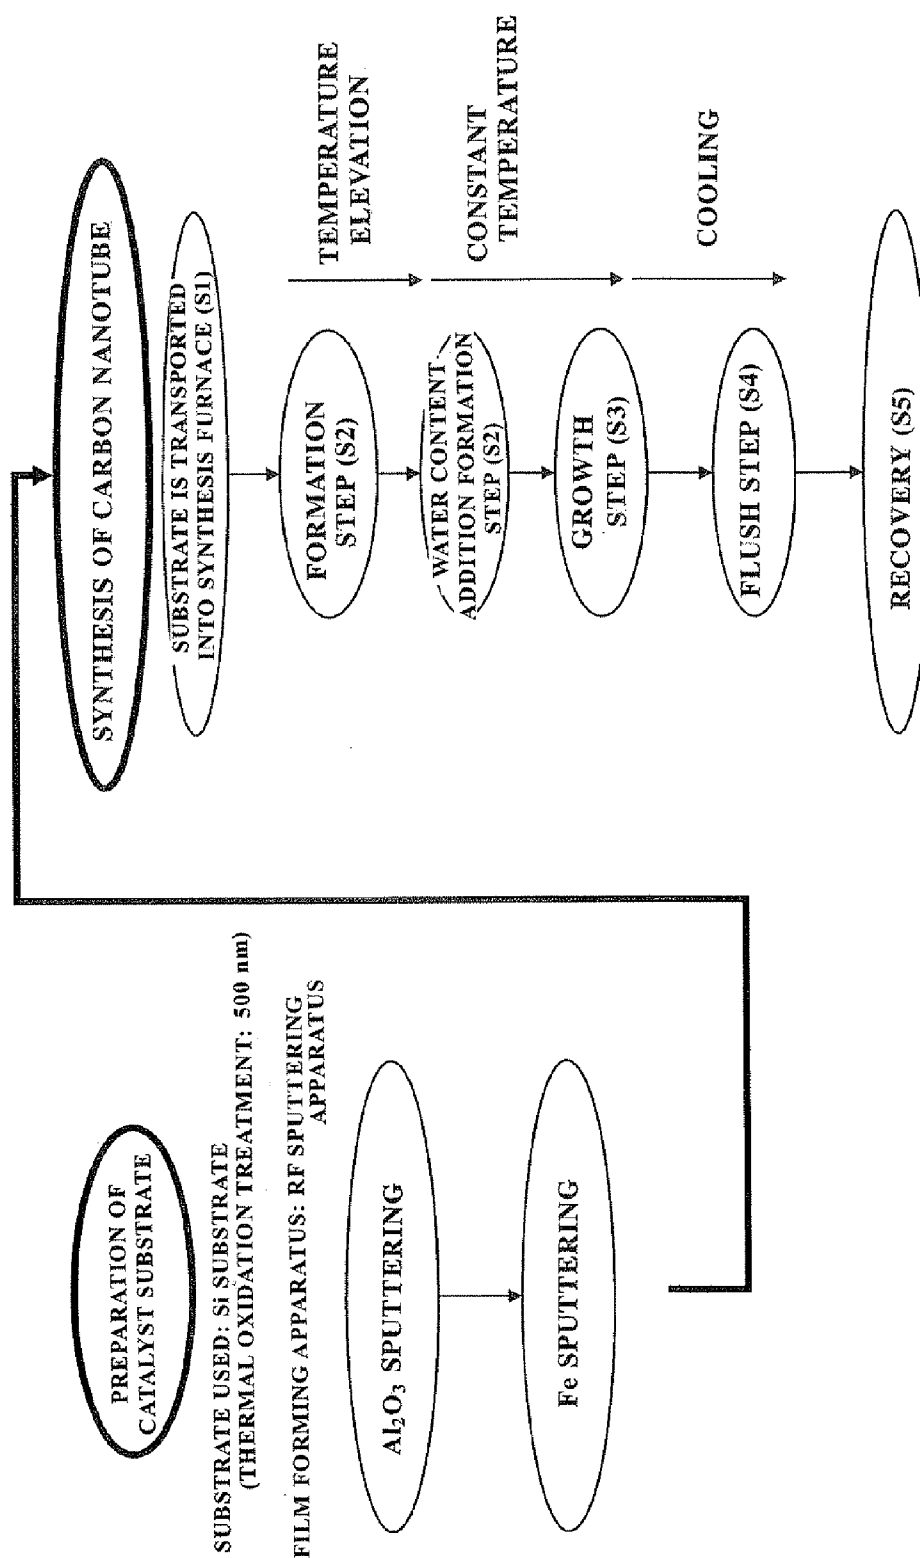 PREPARATION OF
CATALYST SUBSTRATE
SUBSTRATE USED: Si SUBSTRATE
(THERMAL OXIDATION TREATMENT: 500 nm)
FILM FORMING APPARATUS: RF SPUTTERING
APPARATUS
Al₂O₃ SPUTTERING
Fe SPUTTERING
SYNTHESIS OF CARBON NANOTUBE
SUBSTRATE IS TRANSPORTED
INTO SYNTHESIS FURNACE (S1)
FORMATION
STEP (S2)
WATER CONTENT
ADDITION FORMATION
STEP (S2)
GROWTH
STEP (S3)
FLUSH STEP (S4)
RECOVERY (S5)
TEMPERATURE
ELEVATION
CONSTANT
TEMPERATURE
COOLING